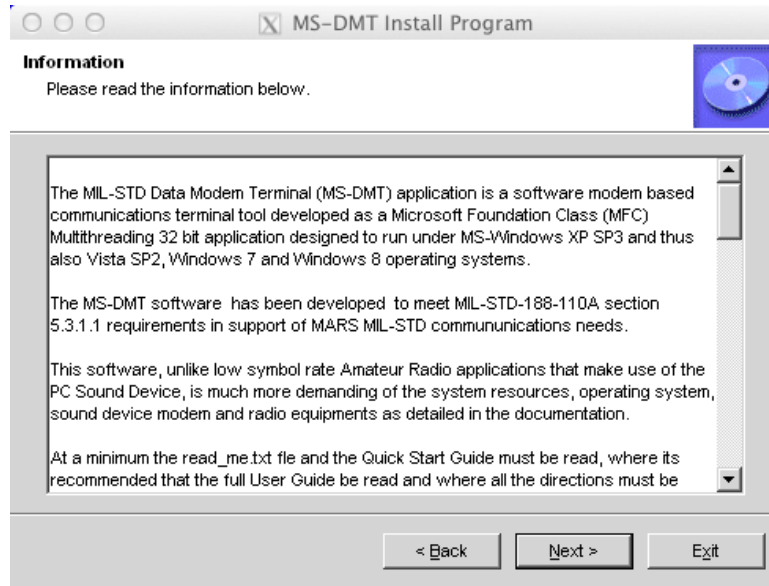 MS-DMT Install Program
Information
Please read the information below.
The MIL-STD Data Modem Terminal (MS-DMT) application is a software modem based
communications terminal tool developed as a Microsoft Foundation Class (MFC)
Multithreading 32 bit application designed to run under MS-Windows XP SP3 and thus
also Vista SP2, Windows 7 and Windows 8 operating systems.
The MS-DMT software  has been developed  to meet MIL-STD-188-110A section
5.3.1.1 requirements in support of MARS MIL-STD commununications needs.
This software, unlike low symbol rate Amateur Radio applications that make use of the
PC Sound Device, is much more demanding of the system resources, operating system,
sound device modem and radio equipments as detailed in the documentation.
At a minimum the read_me.txt fle and the Quick Start Guide must be read, where its
recommended that the full User Guide be read and where all the directions must be
< Back
Next >
Exit